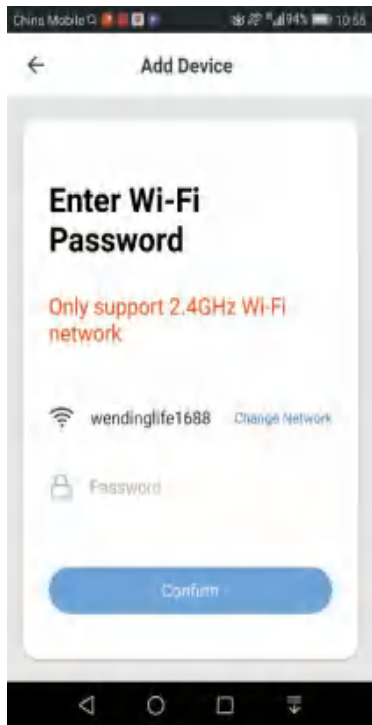 China Mobile 94% 10:55
Add Device
Enter Wi-Fi
Password
Only support 2.4GHz Wi-Fi
network
wendinglife1688 Change Network
Password
Confirm